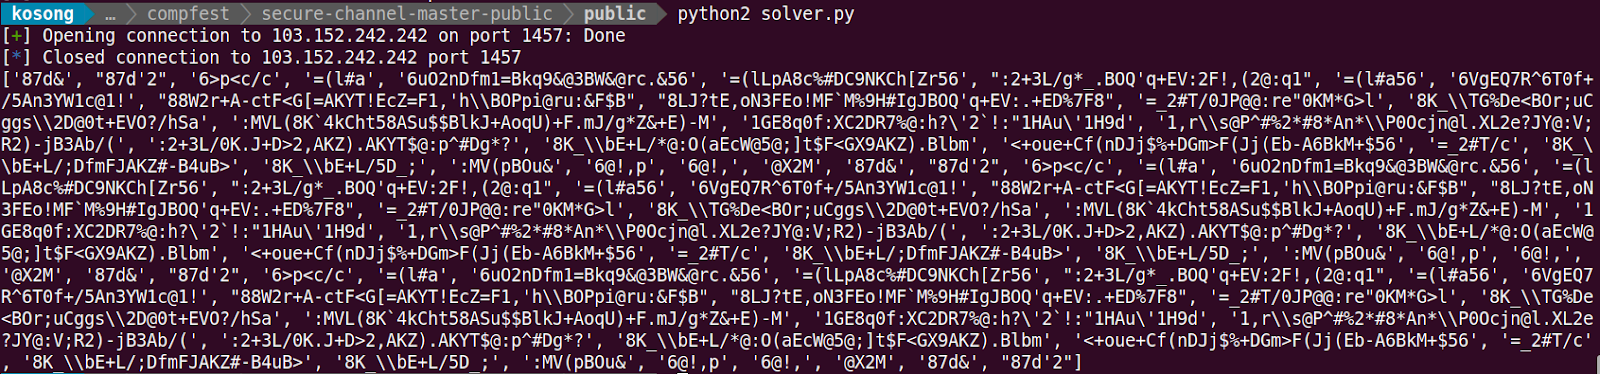 kosong … compfest secure-channel-master-public public python2 solver.py
[+] Opening connection to 103.152.242.242 on port 1457: Done
[*] Closed connection to 103.152.242.242 port 1457
['87d&', "87d'2", '6>p<c/c', '=(l#a', '6uO2nDfm1=Bkq9&@3BW&@rc.&56', '=(lLpA8c%#DC9NKCh[Zr56', ":2+3L/g*_.BOQ'q+EV:2F!,(2@:q1", '=(l#a56', '6VgEQ7R^6T0f+
/5An3YW1c@1!', "88W2r+A-ctF<G[=AKYT!EcZ=F1,'h\\BOPpi@ru:&F$B", "8LJ?tE,oN3FEo!MF`M%9H#IgJBOQ'q+EV:.+ED%7F8", '=_2#T/0JP@@:re"0KM*G>l', '8K_\\TG%De<BOr;uC
ggs\\2D@0t+EVO?/hSa', ':MVL(8K`4kCht58ASu$$BlkJ+AoqU)+F.mJ/g*Z&+E)-M', '1GE8q0f:XC2DR7%@:h?\'2`!:"1HAu\'1H9d', '1,r\\s@P^#%2*#8*An*\\P0Ocjn@l.XL2e?JY@:V;
R2)-jB3Ab/(', ':2+3L/0K.J+D>2,AKZ).AKYT$@:p^#Dg*?', '8K_\\bE+L/*@:O(aEcW@5@;]t$F<GX9AKZ).Blbm', '<+oue+Cf(nDJj$%+DGm>F(Jj(Eb-A6BkM+$56', '=_2#T/c', '8K_\
\bE+L/;DfmFJAKZ#-B4uB>', '8K_\\bE+L/5D_;', ':MV(pBOu&', '6@!,p', '6@!,', '@X2M', '87d&', "87d'2", '6>p<c/c', '=(l#a', '6uO2nDfm1=Bkq9&@3BW&@rc.&56', '=(l
LpA8c%#DC9NKCh[Zr56', ":2+3L/g*_.BOQ'q+EV:2F!,(2@:q1", '=(l#a56', '6VgEQ7R^6T0f+/5An3YW1c@1!', "88W2r+A-ctF<G[=AKYT!EcZ=F1,'h\\BOPpi@ru:&F$B", "8LJ?tE,oN
3FEo!MF`M%9H#IgJBOQ'q+EV:.+ED%7F8", '=_2#T/0JP@@:re"0KM*G>l', '8K_\\TG%De<BOr;uCggs\\2D@0t+EVO?/hSa', ':MVL(8K`4kCht58ASu$$BlkJ+AoqU)+F.mJ/g*Z&+E)-M', '1
GE8q0f:XC2DR7%@:h?\'2`!:"1HAu\'1H9d', '1,r\\s@P^#%2*#8*An*\\P0Ocjn@l.XL2e?JY@:V;R2)-jB3Ab/(', ':2+3L/0K.J+D>2,AKZ).AKYT$@:p^#Dg*?', '8K_\\bE+L/*@:O(aEcW@
5@;]t$F<GX9AKZ).Blbm', '<+oue+Cf(nDJj$%+DGm>F(Jj(Eb-A6BkM+$56', '=_2#T/c', '8K_\\bE+L/;DfmFJAKZ#-B4uB>', '8K_\\bE+L/5D_;', ':MV(pBOu&', '6@!,p', '6@!,',
'@X2M', '87d&', "87d'2", '6>p<c/c', '=(l#a', '6uO2nDfm1=Bkq9&@3BW&@rc.&56', '=(lLpA8c%#DC9NKCh[Zr56', ":2+3L/g*_.BOQ'q+EV:2F!,(2@:q1", '=(l#a56', '6VgEQ7
R^6T0f+/5An3YW1c@1!', "88W2r+A-ctF<G[=AKYT!EcZ=F1,'h\\BOPpi@ru:&F$B", "8LJ?tE,oN3FEo!MF`M%9H#IgJBOQ'q+EV:.+ED%7F8", '=_2#T/0JP@@:re"0KM*G>l', '8K_\\TG%De
<BOr;uCggs\\2D@0t+EVO?/hSa', ':MVL(8K`4kCht58ASu$$BlkJ+AoqU)+F.mJ/g*Z&+E)-M', '1GE8q0f:XC2DR7%@:h?\'2`!:"1HAu\'1H9d', '1,r\\s@P^#%2*#8*An*\\P0Ocjn@l.XL2e
?JY@:V;R2)-jB3Ab/(', ':2+3L/0K.J+D>2,AKZ).AKYT$@:p^#Dg*?', '8K_\\bE+L/*@:O(aEcW@5@;]t$F<GX9AKZ).Blbm', '<+oue+Cf(nDJj$%+DGm>F(Jj(Eb-A6BkM+$56', '=_2#T/c'
, '8K_\\bE+L/;DfmFJAKZ#-B4uB>', '8K_\\bE+L/5D_;', ':MV(pBOu&', '6@!,p', '6@!,', '@X2M', '87d&', "87d'2"]